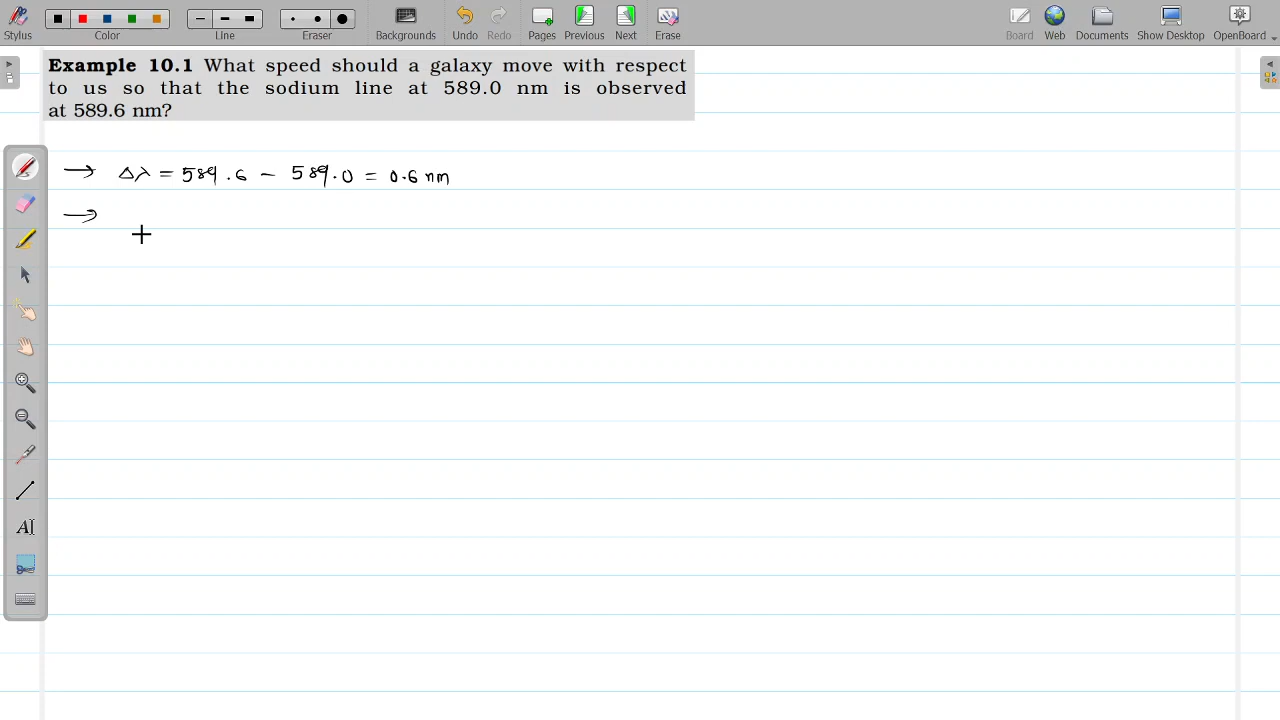 Stylus Color Line Eraser Backgrounds Undo Redo Pages Previous Next Erase Board Web Documents Show Desktop OpenBoard
Example 10.1 What speed should a galaxy move with respect
to us so that the sodium line at 589.0 nm is observed
at 589.6 nm?
→ Δλ = 589.6 − 589.0 = 0.6 nm
→
AI